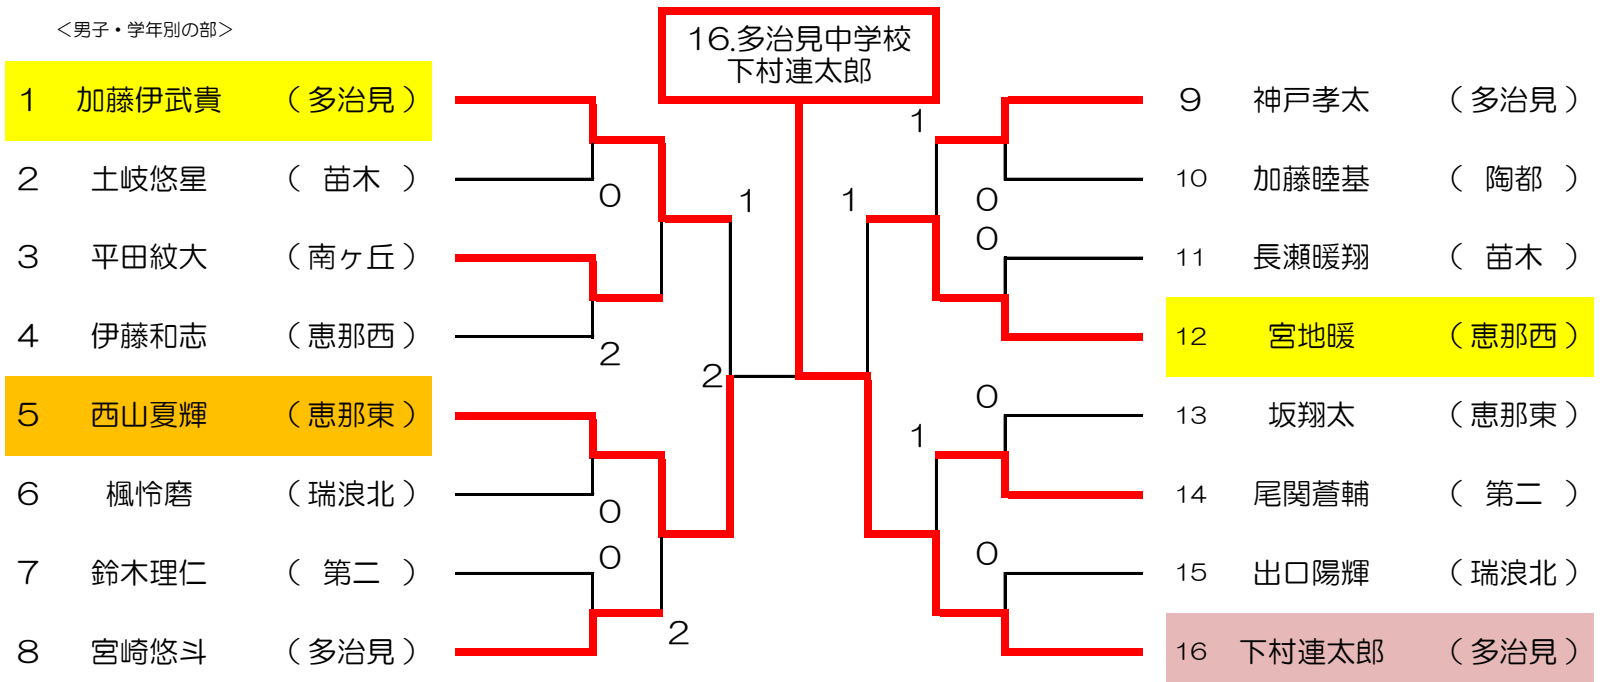 ＜男子・学年別の部＞
16.多治見中学校
下村連太郎
1 加藤伊武貴 （多治見）
2 土岐悠星 （ 苗木 ）
3 平田紋大 （南ヶ丘）
4 伊藤和志 （恵那西）
5 西山夏輝 （恵那東）
6 楓怜磨 （瑞浪北）
7 鈴木理仁 （ 第二 ）
8 宮崎悠斗 （多治見）
0
2
0
0
2
1
2
1
1
0
0
0
1
0
9 神戸孝太 （多治見）
10 加藤睦基 （ 陶都 ）
11 長瀬暖翔 （ 苗木 ）
12 宮地暖 （恵那西）
13 坂翔太 （恵那東）
14 尾関蒼輔 （ 第二 ）
15 出口陽輝 （瑞浪北）
16 下村連太郎 （多治見）